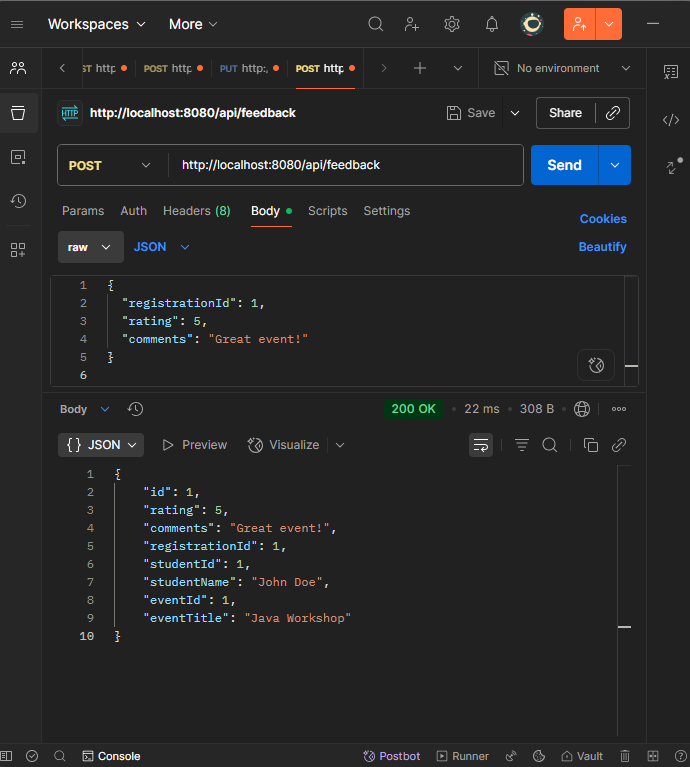 Workspaces More
ST http POST http PUT http:, POST http No environment
HTTP http://localhost:8080/api/feedback Save Share
POST http://localhost:8080/api/feedback Send
Params Auth Headers (8) Body Scripts Settings Cookies
raw JSON Beautify
1 {
2 "registrationId": 1,
3 "rating": 5,
4 "comments": "Great event!"
5 }
6
Body 200 OK 22 ms 308 B
{} JSON Preview Visualize
1 {
2 "id": 1,
3 "rating": 5,
4 "comments": "Great event!",
5 "registrationId": 1,
6 "studentId": 1,
7 "studentName": "John Doe",
8 "eventId": 1,
9 "eventTitle": "Java Workshop"
10 }
Console Postbot Runner Vault